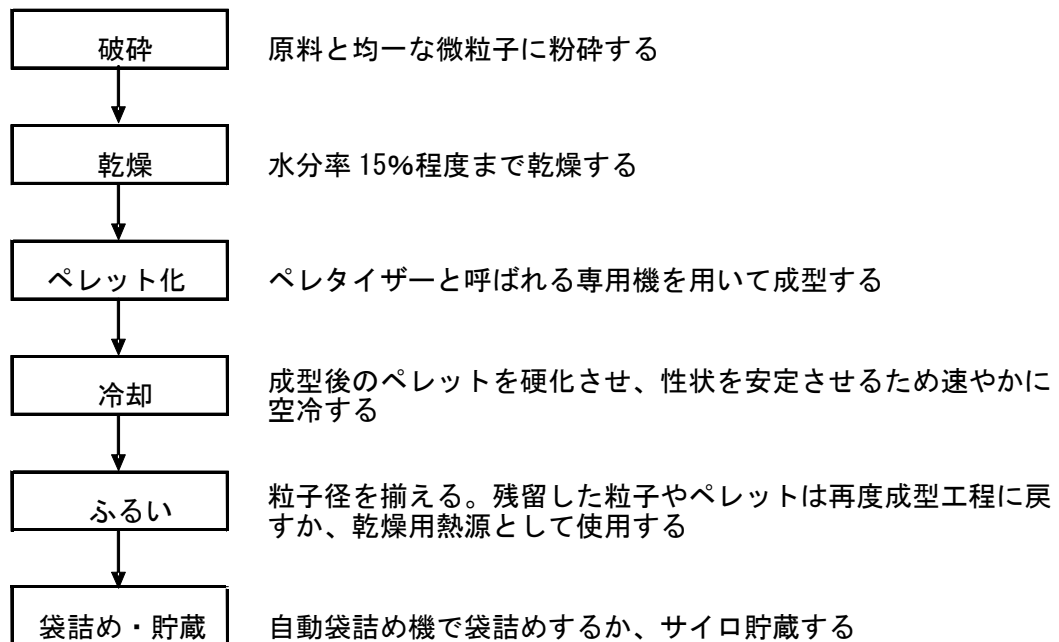 破砕
原料と均一な微粒子に粉砕する
乾燥
水分率 15%程度まで乾燥する
ペレット化
ペレタイザーと呼ばれる専用機を用いて成型する
冷却
成型後のペレットを硬化させ、性状を安定させるため速やかに
空冷する
ふるい
粒子径を揃える。残留した粒子やペレットは再度成型工程に戻
すか、乾燥用熱源として使用する
袋詰め・貯蔵
自動袋詰め機で袋詰めするか、サイロ貯蔵する